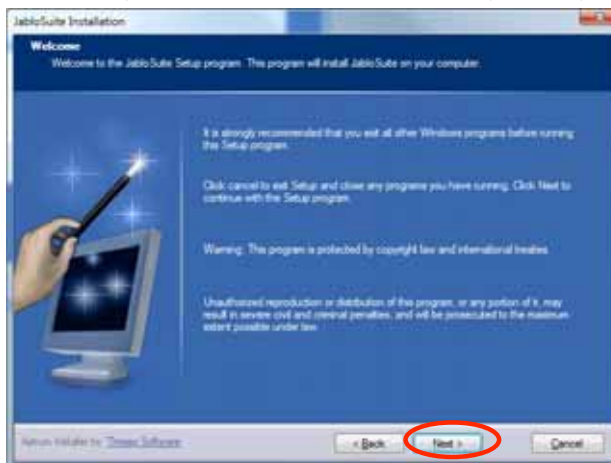 JabloSuite Installation
Welcome
Welcome to the JabloSuite Setup program. This program will install JabloSuite on your computer.
It is strongly recommended that you exit all other Windows programs before running
this Setup program.
Click cancel to exit Setup and close any programs you have running. Click Next to
continue with the Setup program.
Warning: This program is protected by copyright law and international treaties.
Unauthorized reproduction or distribution of this program, or any portion of it, may
result in severe civil and criminal penalties, and will be prosecuted to the maximum
extent possible under law.
Installer by Software
< Back
Next >
Cancel